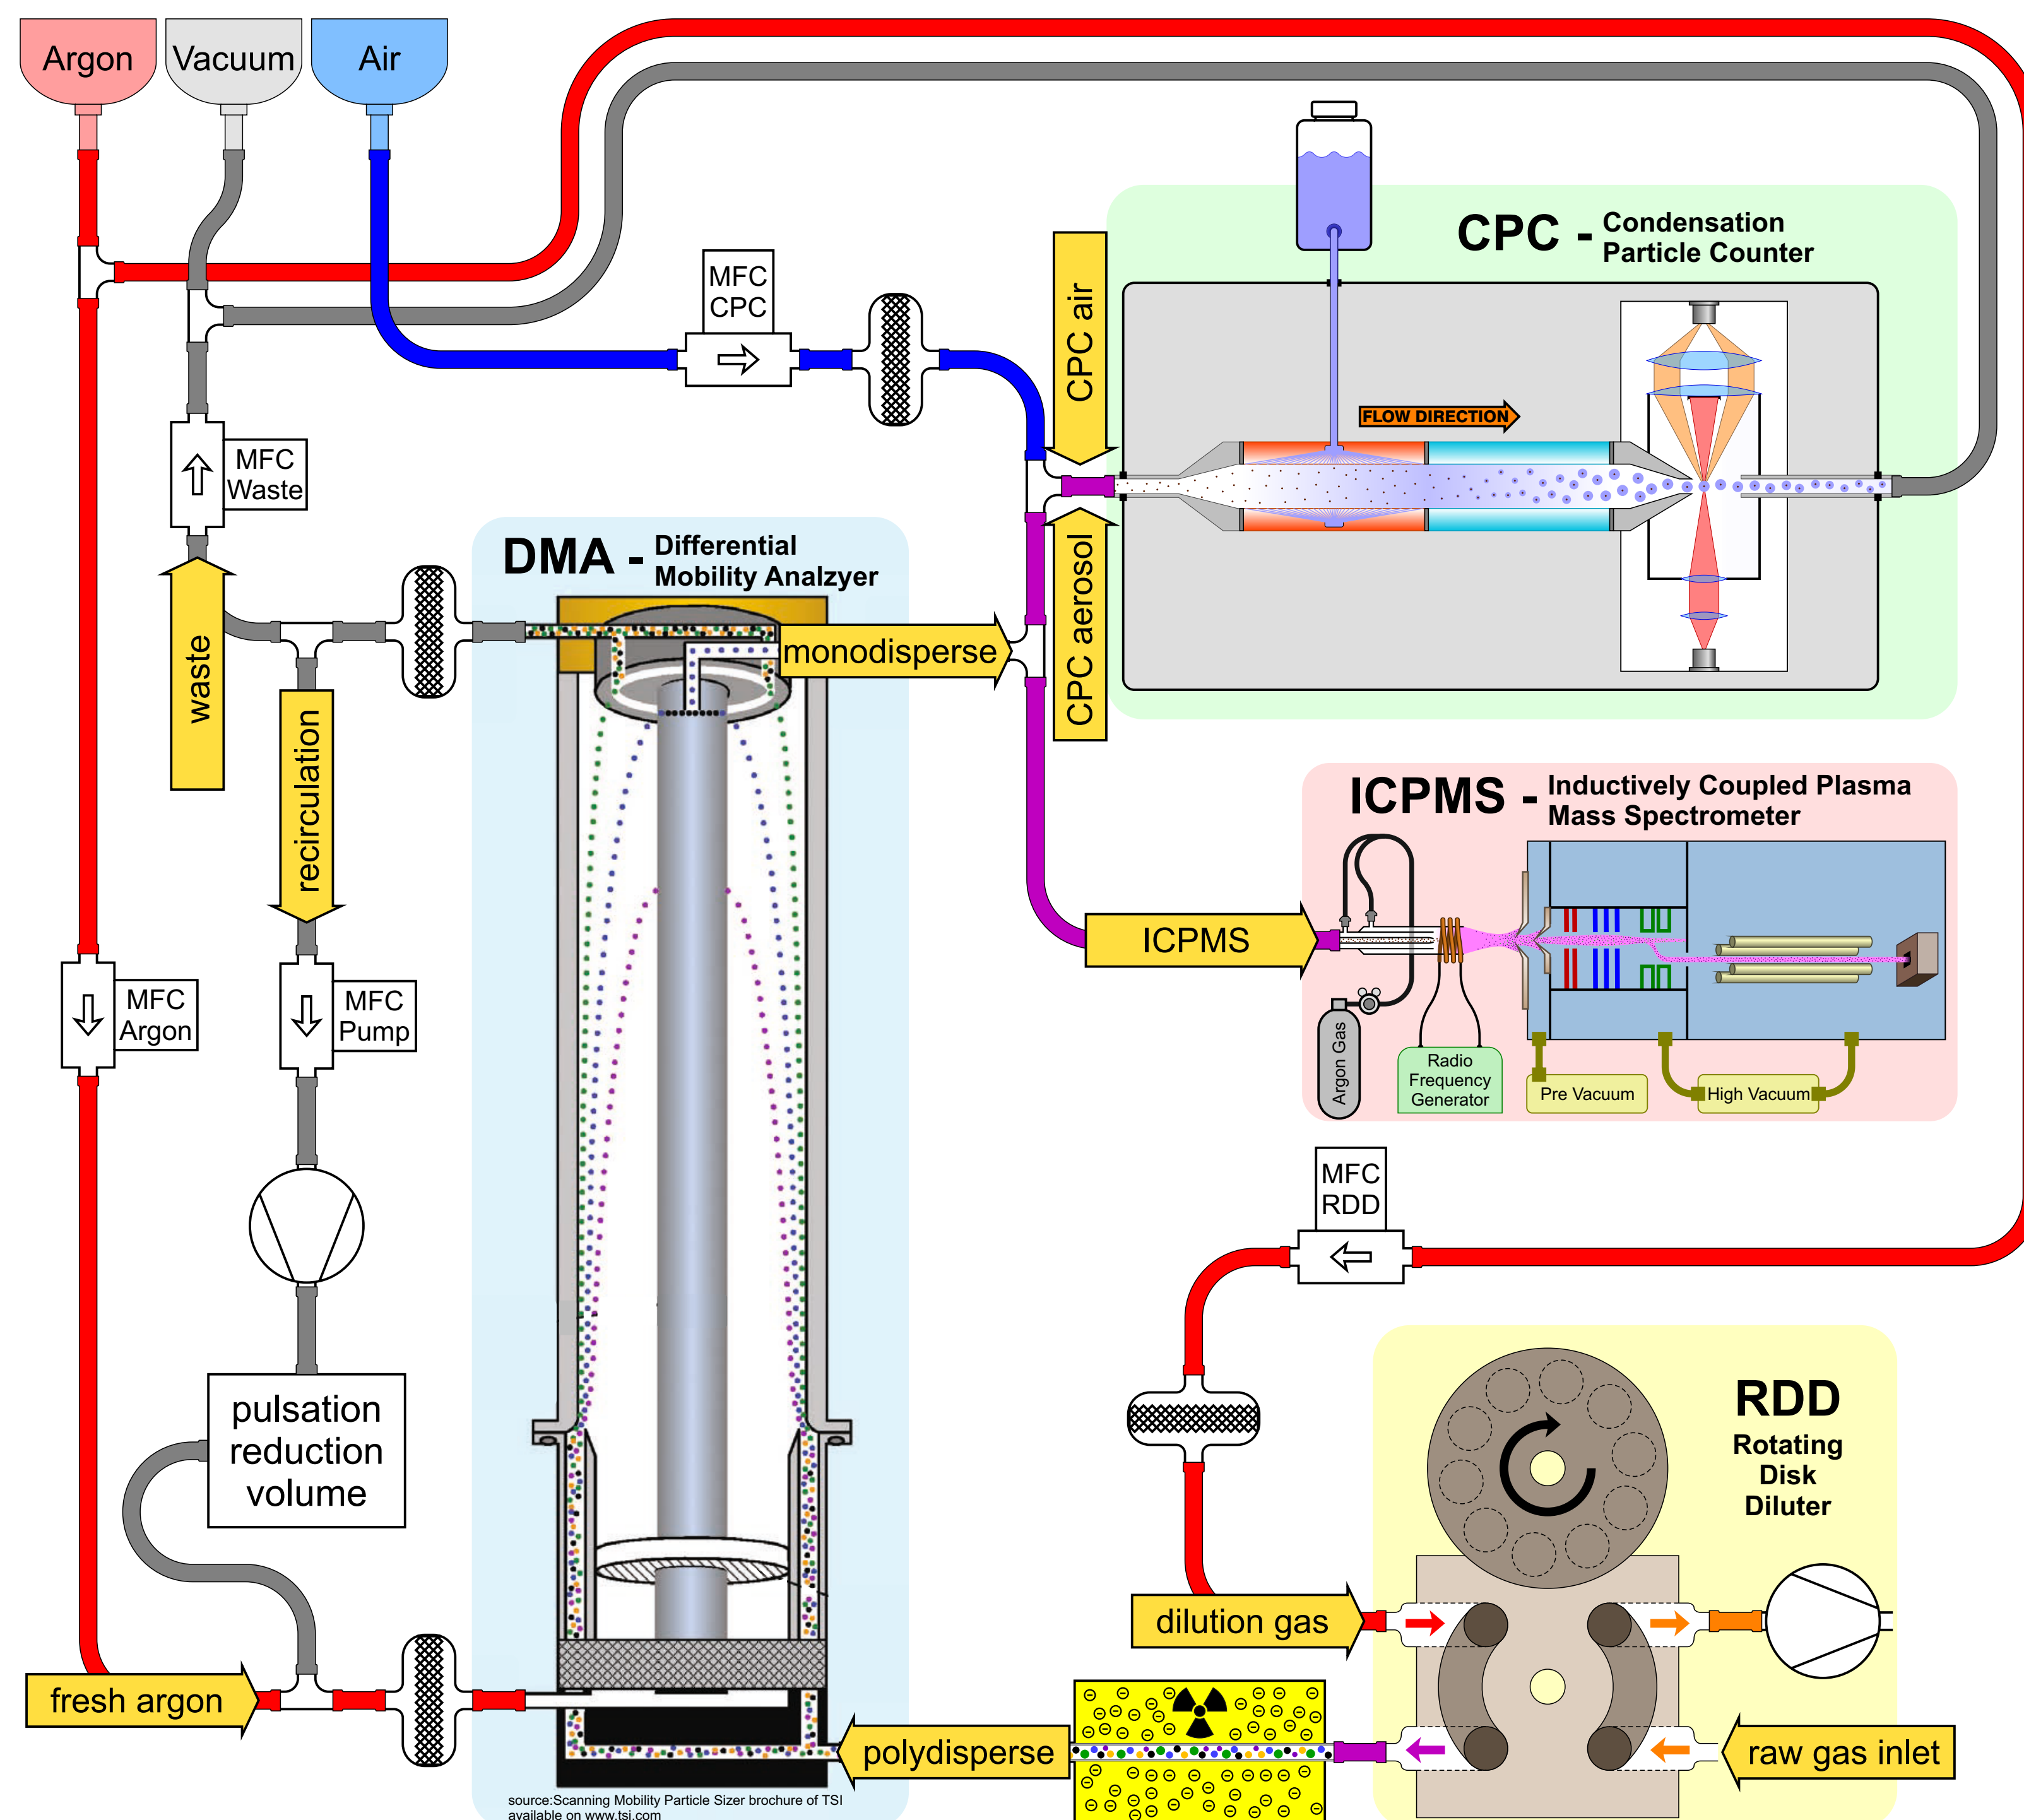 Argon
Vacuum
Air
MFC
CPC
CPC air
CPC - Condensation
Particle Counter
FLOW DIRECTION
MFC
Waste
DMA - Differential
Mobility Analzyer
waste
monodisperse
CPC aerosol
recirculation
ICPMS - Inductively Coupled Plasma
Mass Spectrometer
ICPMS
MFC
Argon
MFC
Pump
Argon Gas
Radio
Frequency
Generator
Pre Vacuum
High Vacuum
MFC
RDD
pulsation
reduction
volume
RDD
Rotating
Disk
Diluter
dilution gas
fresh argon
polydisperse
raw gas inlet
source:Scanning Mobility Particle Sizer brochure of TSI
available on www.tsi.com